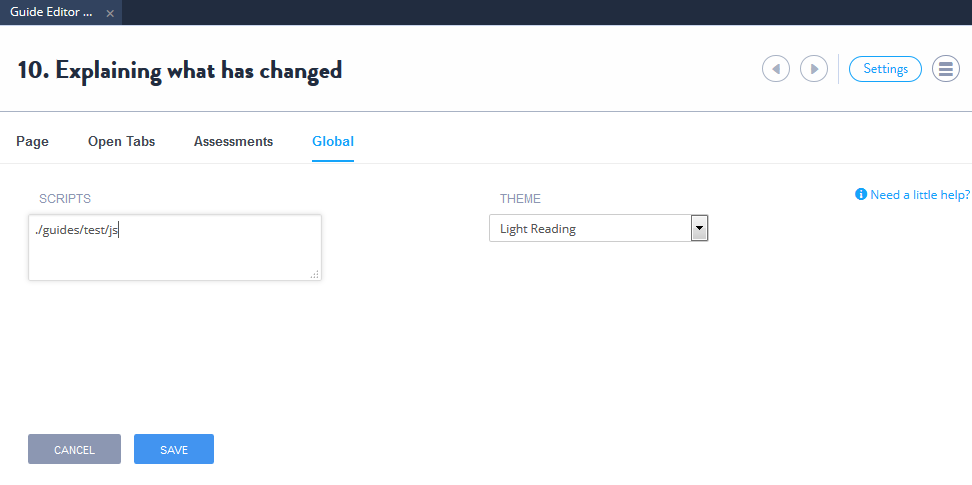 Guide Editor ... ×
10. Explaining what has changed
Settings
Page Open Tabs Assessments Global
SCRIPTS
THEME
Need a little help?
./guides/test/js
Light Reading
CANCEL SAVE